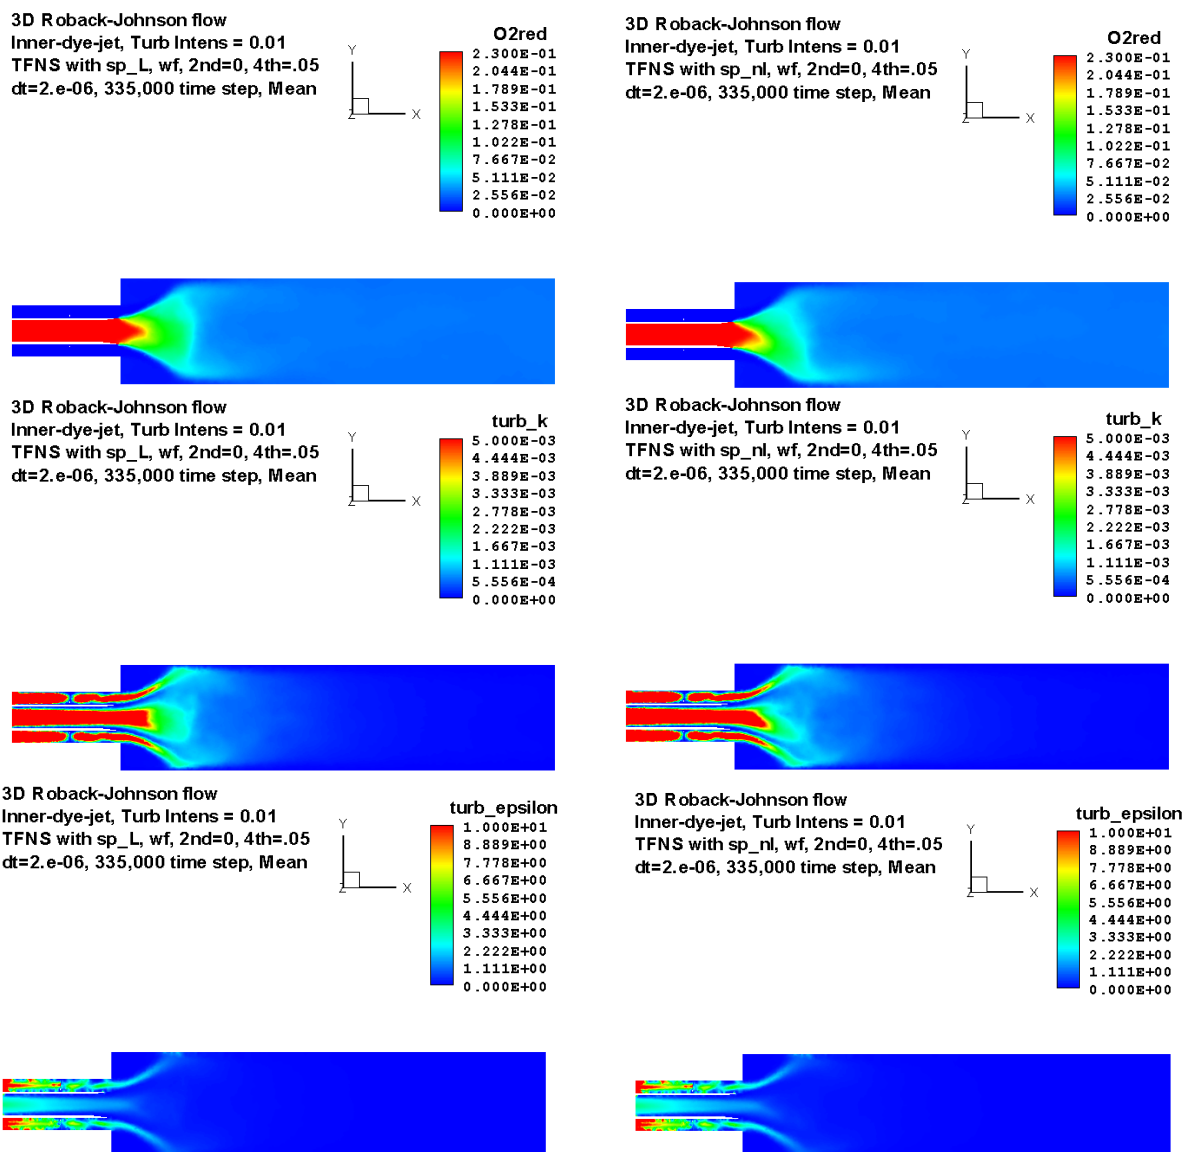 3D Roback-Johnson flow
Inner-dye-jet, Turb Intens = 0.01
TFNS with sp_L, wf, 2nd=0, 4th=.05
dt=2.e-06, 335,000 time step, Mean
Y
Z
X
O2red
2.300E-01
2.044E-01
1.789E-01
1.533E-01
1.278E-01
1.022E-01
7.667E-02
5.111E-02
2.556E-02
0.000E+00
3D Roback-Johnson flow
Inner-dye-jet, Turb Intens = 0.01
TFNS with sp_nl, wf, 2nd=0, 4th=.05
dt=2.e-06, 335,000 time step, Mean
Y
Z
X
O2red
2.300E-01
2.044E-01
1.789E-01
1.533E-01
1.278E-01
1.022E-01
7.667E-02
5.111E-02
2.556E-02
0.000E+00
3D Roback-Johnson flow
Inner-dye-jet, Turb Intens = 0.01
TFNS with sp_L, wf, 2nd=0, 4th=.05
dt=2.e-06, 335,000 time step, Mean
Y
Z
X
turb_k
5.000E-03
4.444E-03
3.889E-03
3.333E-03
2.778E-03
2.222E-03
1.667E-03
1.111E-03
5.556E-04
0.000E+00
3D Roback-Johnson flow
Inner-dye-jet, Turb Intens = 0.01
TFNS with sp_nl, wf, 2nd=0, 4th=.05
dt=2.e-06, 335,000 time step, Mean
Y
Z
X
turb_k
5.000E-03
4.444E-03
3.889E-03
3.333E-03
2.778E-03
2.222E-03
1.667E-03
1.111E-03
5.556E-04
0.000E+00
3D Roback-Johnson flow
Inner-dye-jet, Turb Intens = 0.01
TFNS with sp_L, wf, 2nd=0, 4th=.05
dt=2.e-06, 335,000 time step, Mean
Y
Z
X
turb_epsilon
1.000E+01
8.889E+00
7.778E+00
6.667E+00
5.556E+00
4.444E+00
3.333E+00
2.222E+00
1.111E+00
0.000E+00
3D Roback-Johnson flow
Inner-dye-jet, Turb Intens = 0.01
TFNS with sp_nl, wf, 2nd=0, 4th=.05
dt=2.e-06, 335,000 time step, Mean
Y
Z
X
turb_epsilon
1.000E+01
8.889E+00
7.778E+00
6.667E+00
5.556E+00
4.444E+00
3.333E+00
2.222E+00
1.111E+00
0.000E+00